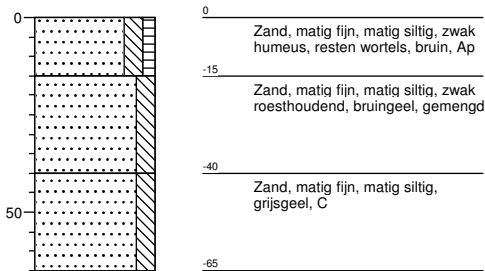 0
0
Zand, matig fijn, matig siltig, zwak
humeus, resten wortels, bruin, Ap
-15
Zand, matig fijn, matig siltig, zwak
roesthoudend, bruingeel, gemengd
-40
Zand, matig fijn, matig siltig,
grijsgeel, C
50
-65